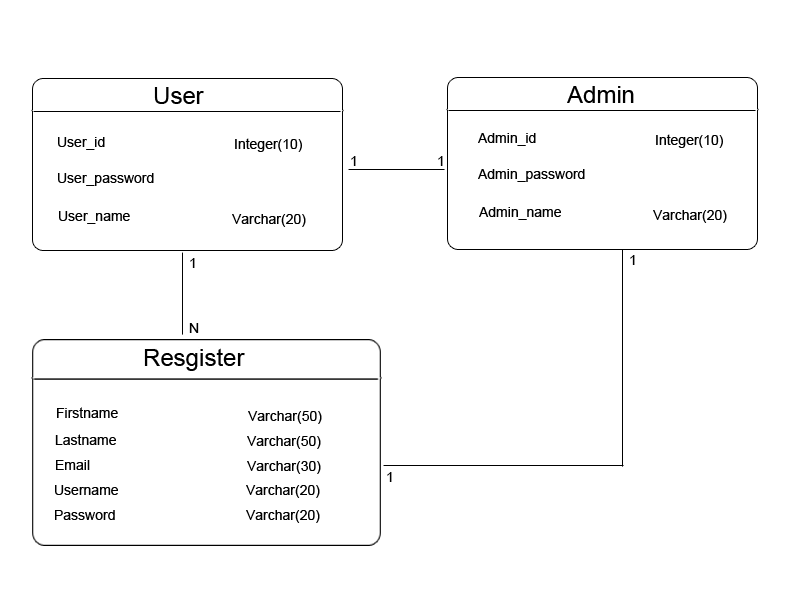 User
User_id Integer(10)
User_password
User_name Varchar(20)
1 1
Admin
Admin_id Integer(10)
Admin_password
Admin_name Varchar(20)
1
N
1
Resgister
Firstname Varchar(50)
Lastname Varchar(50)
Email Varchar(30)
Username Varchar(20)
Password Varchar(20)
1